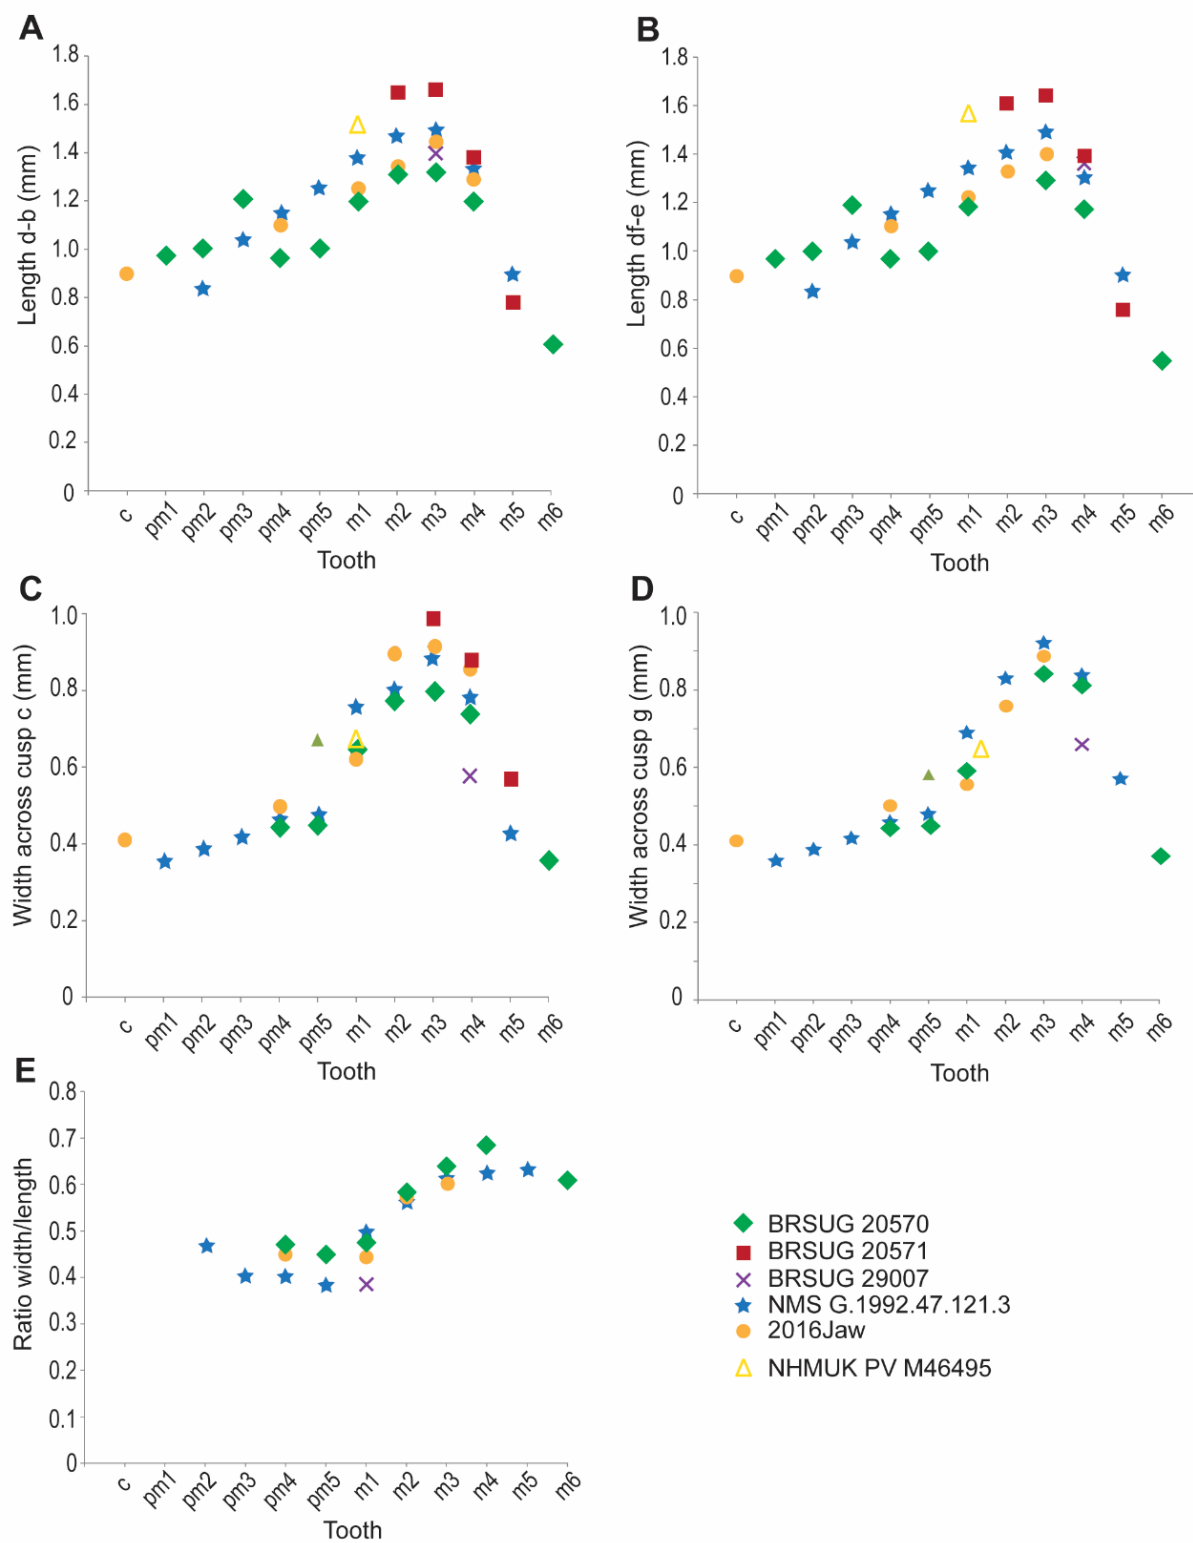 A
Length d-b (mm)
1.8
1.6
1.4
1.2
1.0
0.8
0.6
0.4
0.2
0
c pm1 pm2 pm3 pm4 pm5 m1 m2 m3 m4 m5 m6
Tooth
B
Length df-e (mm)
1.8
1.6
1.4
1.2
1.0
0.8
0.6
0.4
0.2
0
c pm1 pm2 pm3 pm4 pm5 m1 m2 m3 m4 m5 m6
Tooth
C
Width across cusp c (mm)
1.0
0.8
0.6
0.4
0.2
0
c pm1 pm2 pm3 pm4 pm5 m1 m2 m3 m4 m5 m6
Tooth
D
Width across cusp g (mm)
1.0
0.8
0.6
0.4
0.2
0
c pm1 pm2 pm3 pm4 pm5 m1 m2 m3 m4 m5 m6
Tooth
E
Ratio width/length
0.8
0.7
0.6
0.5
0.4
0.3
0.2
0.1
0
c pm1 pm2 pm3 pm4 pm5 m1 m2 m3 m4 m5 m6
Tooth
BRSUG 20570
BRSUG 20571
BRSUG 29007
NMS G.1992.47.121.3
2016Jaw
NHMUK PV M46495